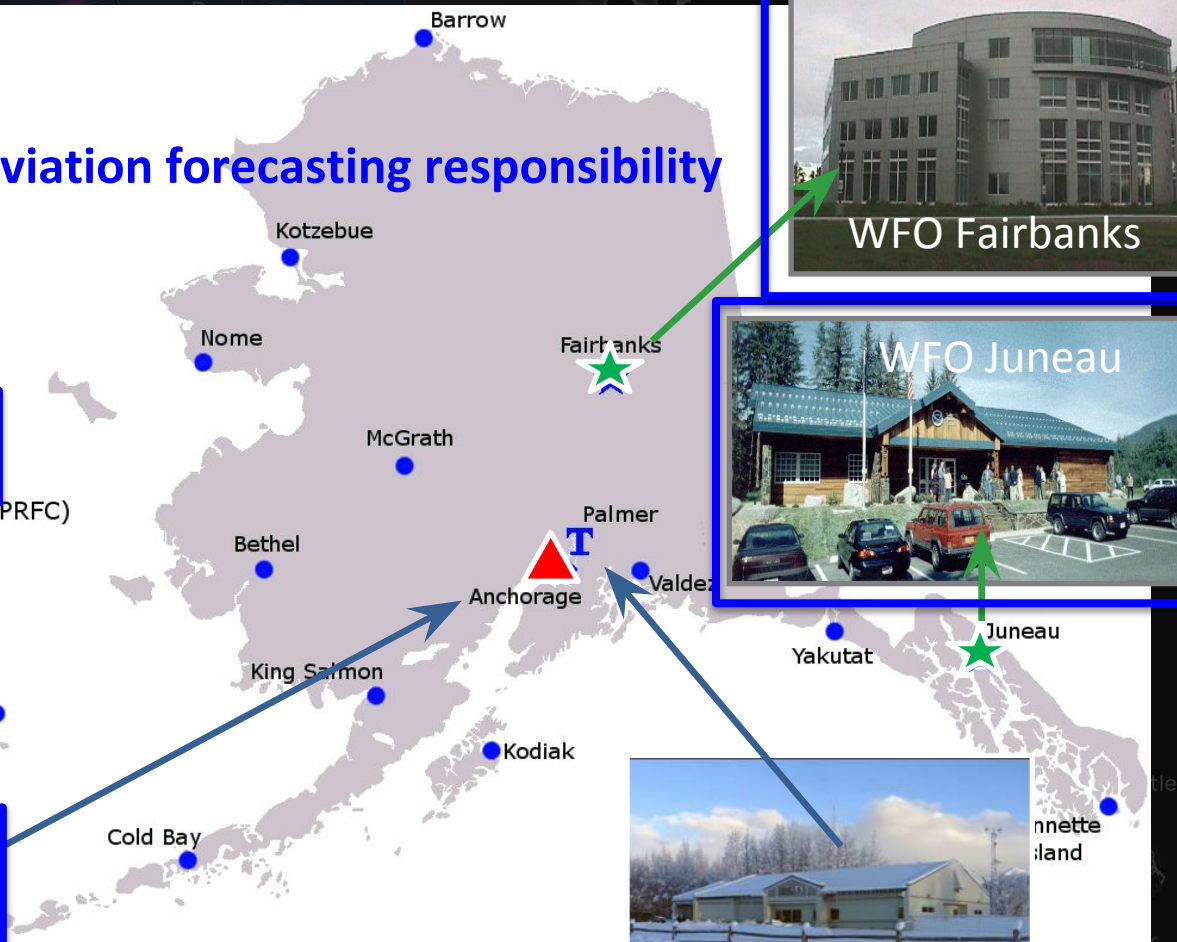 Barrow
viation forecasting responsibility
Kotzebue
WFO Fairbanks
Nome
Fairbanks
WFO Juneau
McGrath
PRFC)
Palmer
T
Bethel
Valdez
Anchorage
Juneau
Yakutat
King Salmon
Kodiak
tle
Cold Bay
nnette
sland